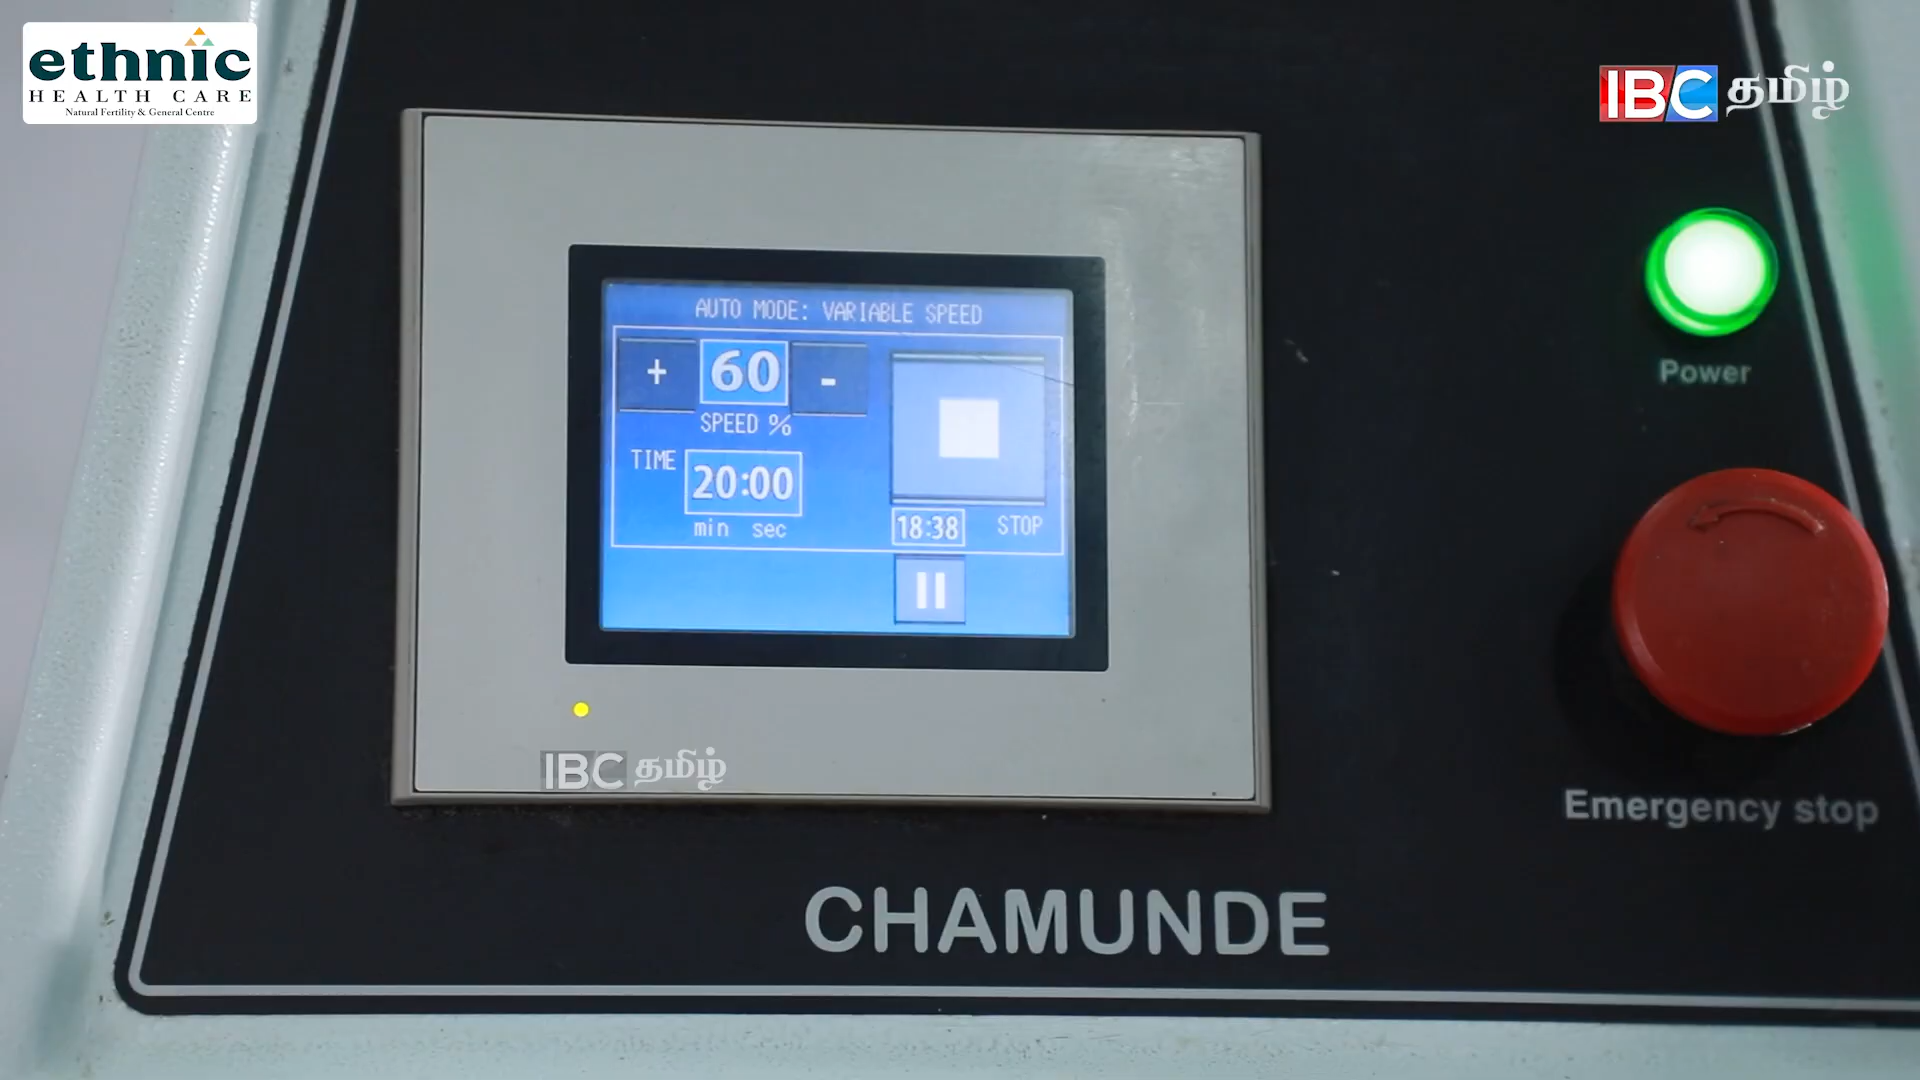 ethnic
HEALTH CARE
Natural Fertility & General Centre
IBC தமிழ்
AUTO MODE: VARIABLE SPEED
+ 60 -
SPEED %
TIME 20:00
min sec
18:38 STOP
Power
Emergency stop
IBC தமிழ்
CHAMUNDE